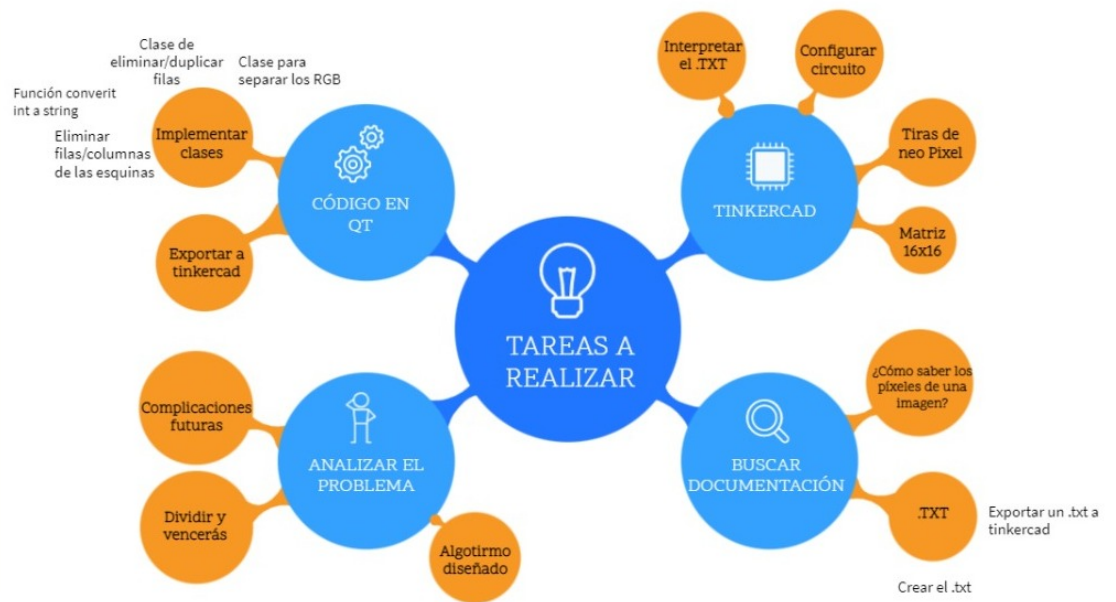 Clase de
eliminar/duplicar
filas
Clase para
separar los RGB
Función converit
int a string
Eliminar
filas/columnas
de las esquinas
Implementar
clases
Exportar a
tinkercad
CÓDIGO EN
QT
Interpretar
el .TXT
Configurar
circuito
Tiras de
neo Pixel
Matriz
16x16
TINKERCAD
TAREAS A
REALIZAR
Complicaciones
futuras
Dividir y
vencerás
Algotirmo
diseñado
ANALIZAR EL
PROBLEMA
¿Cómo saber los
píxeles de una
imagen?
BUSCAR
DOCUMENTACIÓN
.TXT
Exportar un .txt a
tinkercad
Crear el .txt